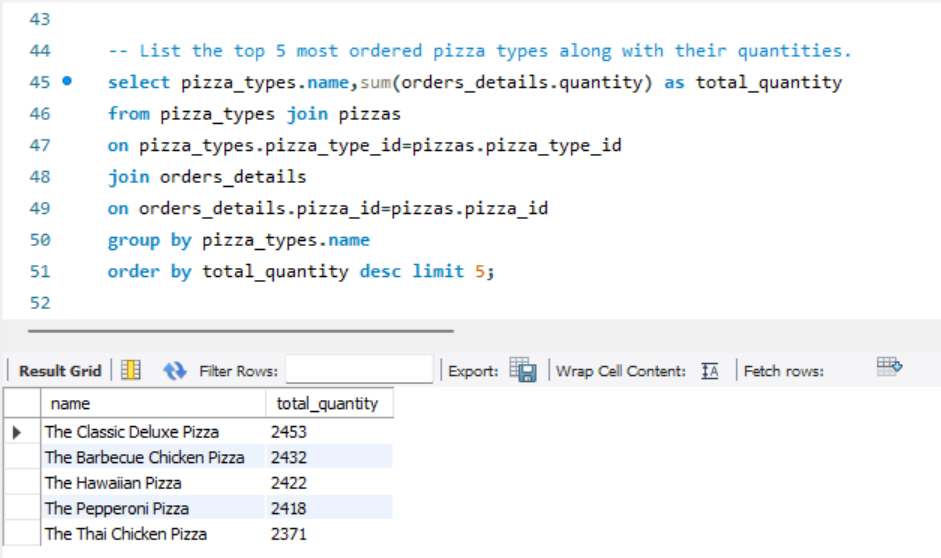 43
44 -- List the top 5 most ordered pizza types along with their quantities.
45 select pizza_types.name,sum(orders_details.quantity) as total_quantity
46 from pizza_types join pizzas
47 on pizza_types.pizza_type_id=pizzas.pizza_type_id
48 join orders_details
49 on orders_details.pizza_id=pizzas.pizza_id
50 group by pizza_types.name
51 order by total_quantity desc limit 5;
52
Result Grid Filter Rows: Export: Wrap Cell Content: IA Fetch rows:
name total_quantity
The Classic Deluxe Pizza 2453
The Barbecue Chicken Pizza 2432
The Hawaiian Pizza 2422
The Pepperoni Pizza 2418
The Thai Chicken Pizza 2371